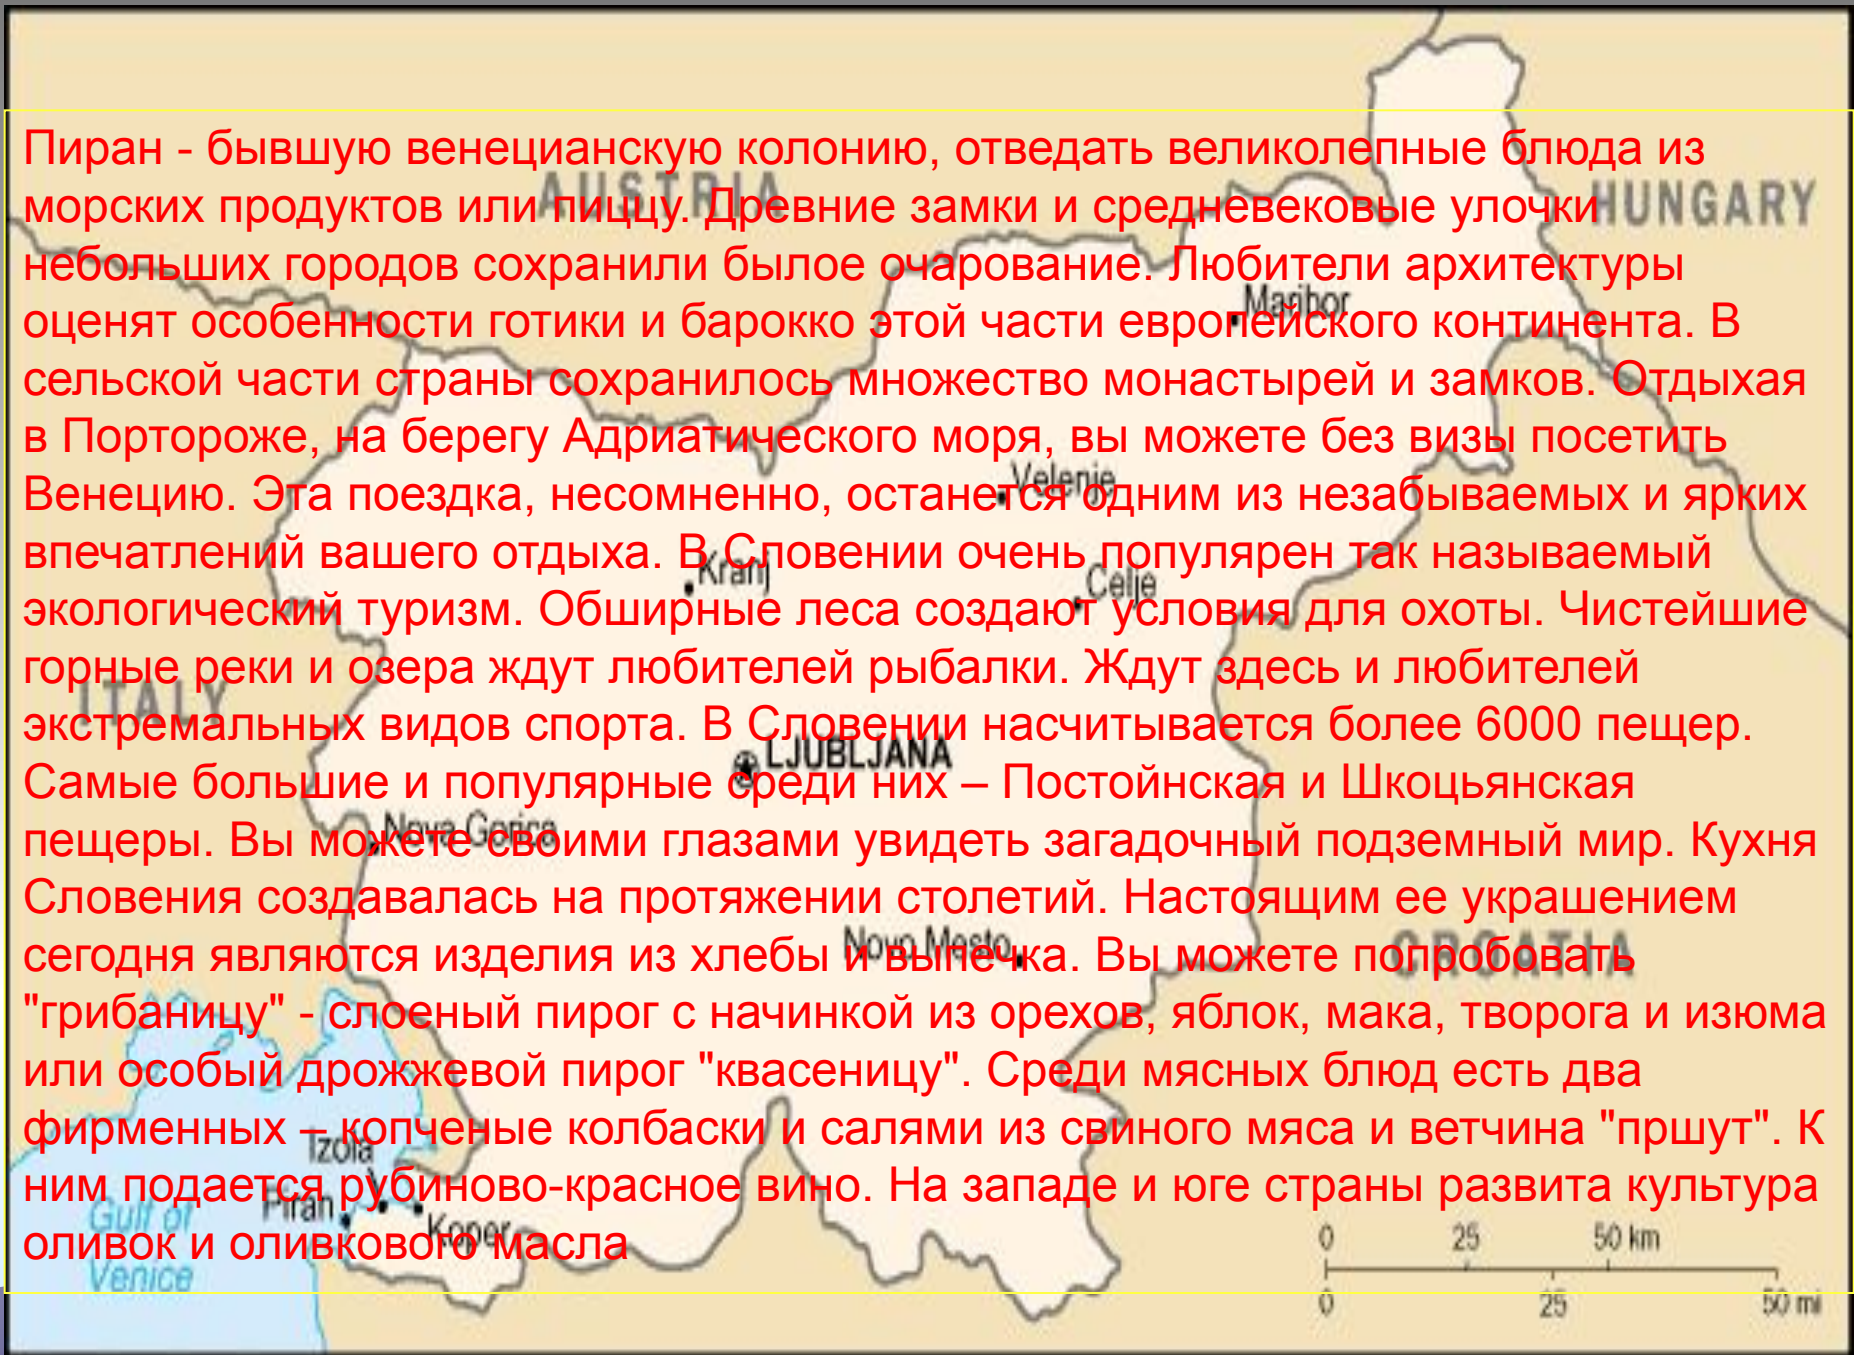 Пиран - бывшую венецианскую колонию, отведать великолепные блюда из
морских продуктов или пиццу. Древние замки и средневековые улочки
небольших городов сохранили былое очарование. Любители архитектуры
оценят особенности готики и барокко этой части европейского континента. В
сельской части страны сохранилось множество монастырей и замков. Отдыхая
в Портороже, на берегу Адриатического моря, вы можете без визы посетить
Венецию. Эта поездка, несомненно, останется одним из незабываемых и ярких
впечатлений вашего отдыха. В Словении очень популярен так называемый
экологический туризм. Обширные леса создают условия для охоты. Чистейшие
горные реки и озера ждут любителей рыбалки. Ждут здесь и любителей
экстремальных видов спорта. В Словении насчитывается более 6000 пещер.
Самые большие и популярные среди них – Постойнская и Шкоцьянская
пещеры. Вы можете своими глазами увидеть загадочный подземный мир. Кухня
Словения создавалась на протяжении столетий. Настоящим ее украшением
сегодня являются изделия из хлебы и выпечка. Вы можете попробовать
"грибаницу" - слоеный пирог с начинкой из орехов, яблок, мака, творога и изюма
или особый дрожжевой пирог "квасеницу". Среди мясных блюд есть два
фирменных – копченые колбаски и салями из свиного мяса и ветчина "пршут". К
ним подается рубиново-красное вино. На западе и юге страны развита культура
оливок и оливкового масла
AUSTRIA
HUNGARY
Maribor
Velenje
Kranj
Celje
ITALY
LJUBLJANA
Nova Gorica
Novo Mesto
CROATIA
Izola
Piran
Koper
Gulf of
Venice
0 25 50 km
0 25 50 mi